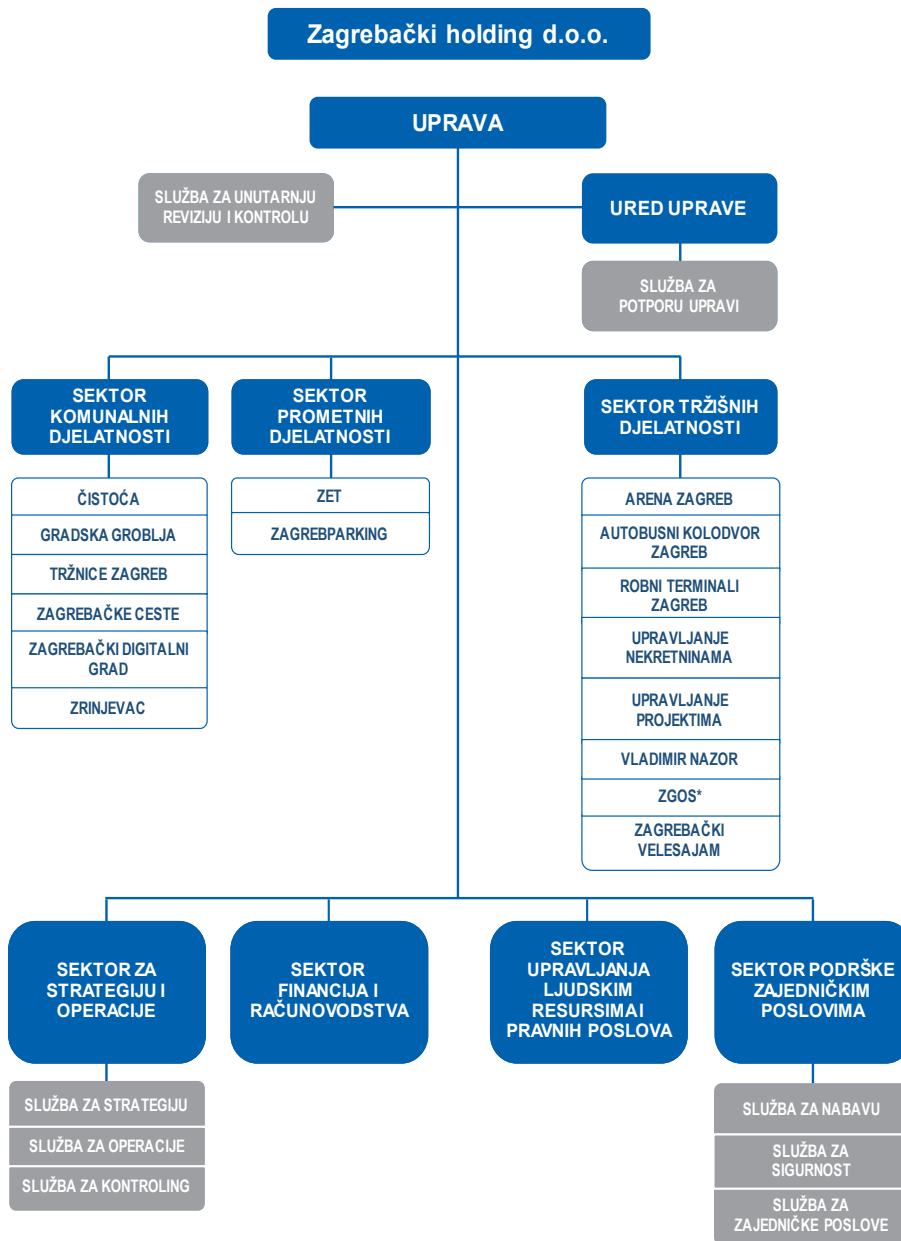 Zagrebački holding d.o.o.
UPRAVA
SLUŽBA ZA UNUTARNJU
REVIZIJU I KONTROLU
URED UPRAVE
SLUŽBA ZA
POTPORU UPRAVI
SEKTOR
KOMUNALNIH
DJELATNOSTI
ČISTOĆA
GRADSKA GROBLJA
TRŽNICE ZAGREB
ZAGREBAČKE CESTE
ZAGREBAČKI DIGITALNI
GRAD
ZRINJEVAC
SEKTOR
PROMETNIH
DJELATNOSTI
ZET
ZAGREBPARKING
SEKTOR TRŽIŠNIH
DJELATNOSTI
ARENA ZAGREB
AUTOBUSNI KOLODVOR
ZAGREB
ROBNI TERMINALI
ZAGREB
UPRAVLJANJE
NEKRETNINAMA
UPRAVLJANJE
PROJEKTIMA
VLADIMIR NAZOR
ZGOS*
ZAGREBAČKI
VELESAJAM
SEKTOR ZA
STRATEGIJU I
OPERACIJE
SLUŽBA ZA STRATEGIJU
SLUŽBA ZA OPERACIJE
SLUŽBA ZA KONTROLING
SEKTOR
FINANCIJA I
RAČUNOVODSTVA
SEKTOR
UPRAVLJANJA
LJUDSKIM
RESURSIMA I
PRAVNIH POSLOVA
SEKTOR PODRŠKE
ZAJEDNIČKIM
POSLOVIMA
SLUŽBA ZA NABAVU
SLUŽBA ZA
SIGURNOST
SLUŽBA ZA
ZAJEDNIČKE POSLOVE